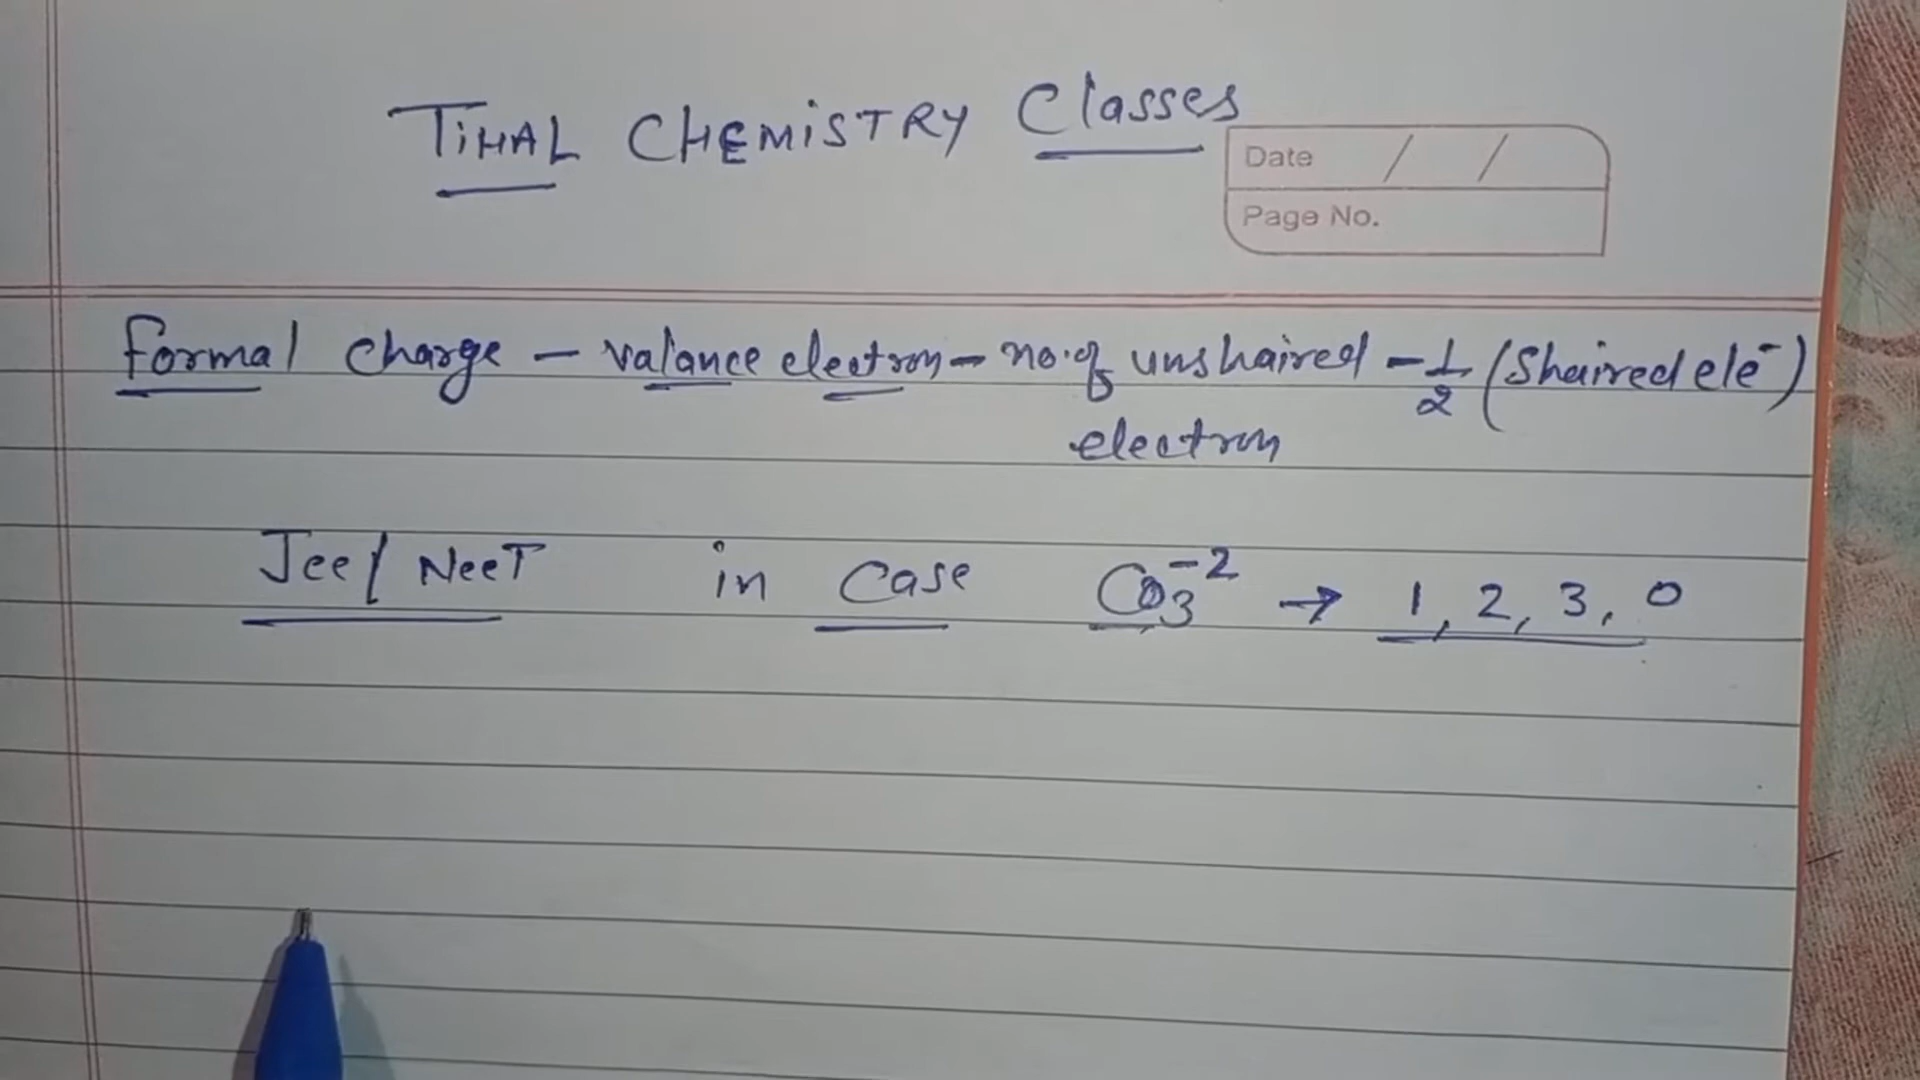 TiHAL CHEMiSTRY Classes
Date / /
Page No.
formal charge - valance electron - no. of unshaired - 1/2 (Shaired ele⁻)
electron
Jee/ NeeT in Case CO₃⁻² → 1, 2, 3, 0